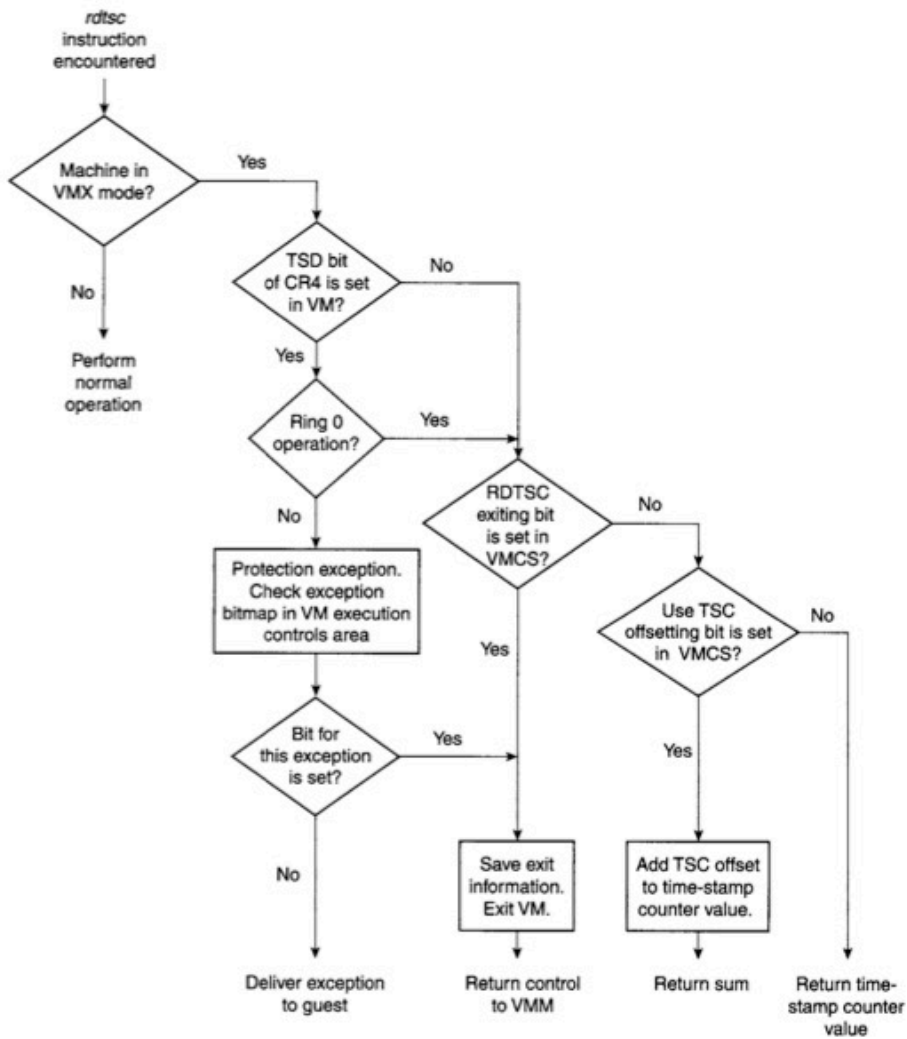 rdtsc
instruction
encountered
Machine in
VMX mode?
Yes
No
Perform
normal
operation
TSD bit
of CR4 is set
in VM?
No
Yes
Ring 0
operation?
Yes
No
RDTSC
exiting bit
is set in
VMCS?
No
Yes
Protection exception.
Check exception
bitmap in VM execution
controls area
Use TSC
offsetting bit is set
in VMCS?
No
Yes
Bit for
this exception
is set?
Yes
No
Save exit
information.
Exit VM.
Add TSC offset
to time-stamp
counter value.
Deliver exception
to guest
Return control
to VMM
Return sum
Return time-
stamp counter
value